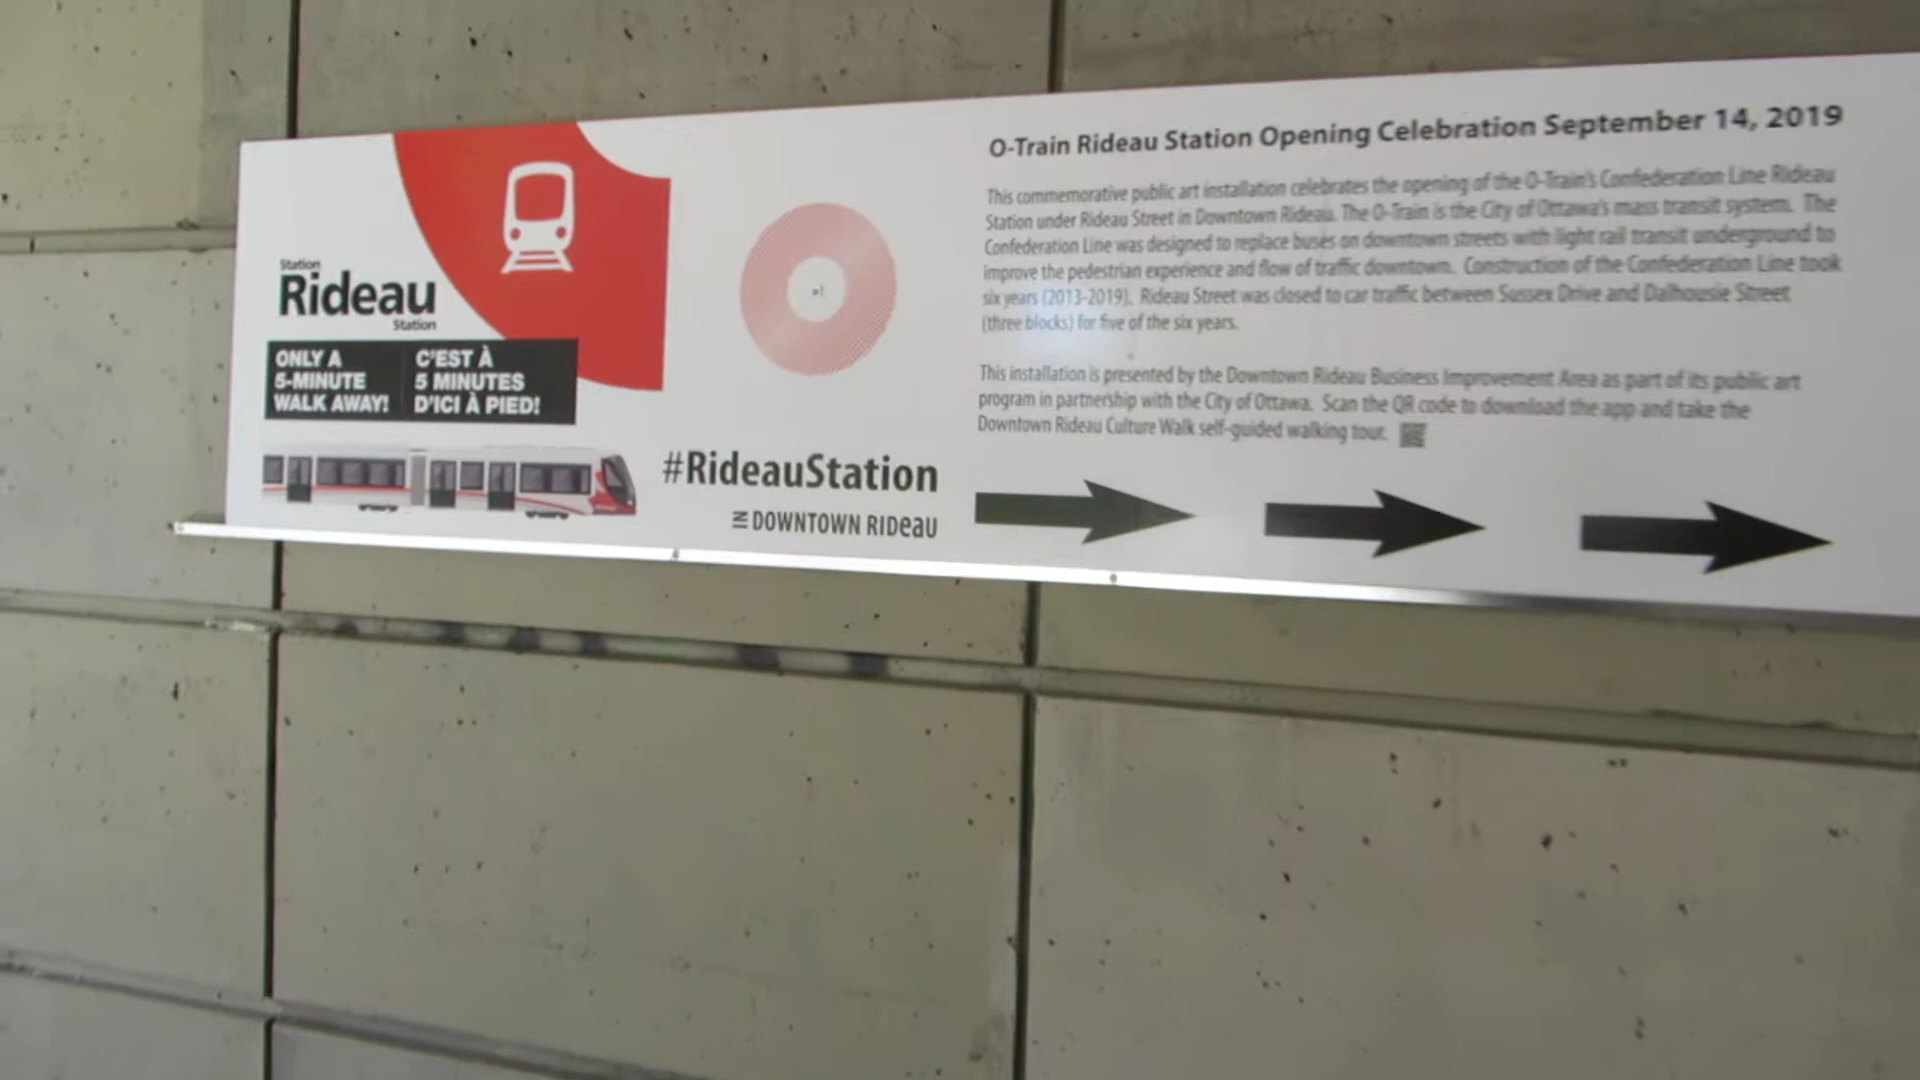 Station
Rideau
Station
ONLY A
5-MINUTE
WALK AWAY!
C'EST À
5 MINUTES
D'ICI À PIED!
#RideauStation
IN DOWNTOWN RIDeaU
O-Train Rideau Station Opening Celebration September 14, 2019
This commemorative public art installation celebrates the opening of the O-Train's Confederation Line Rideau
Station under Rideau Street in Downtown Rideau. The O-Train is the City of Ottawa's mass transit system. The
Confederation Line was designed to replace buses on downtown streets with light rail transit underground to
improve the pedestrian experience and flow of traffic downtown. Construction of the Confederation Line took
six years (2013-2019). Rideau Street was closed to car traffic between Sussex Drive and Dalhousie Street
(three blocks) for five of the six years.
This installation is presented by the Downtown Rideau Business Improvement Area as part of its public art
program in partnership with the City of Ottawa. Scan the QR code to download the app and take the
Downtown Rideau Culture Walk self-guided walking tour.